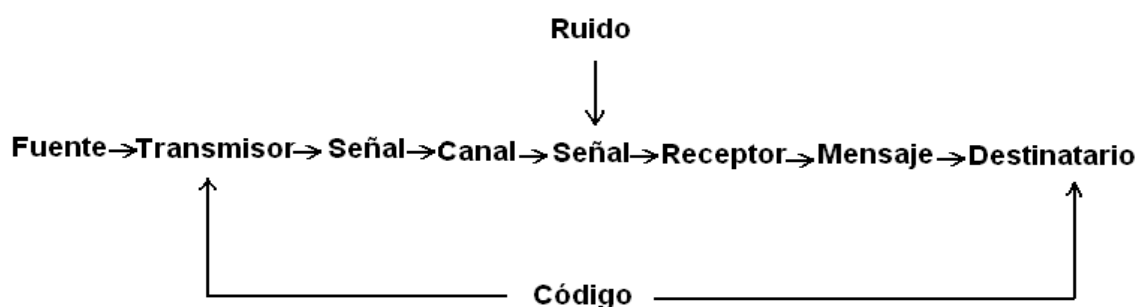 Ruido
Fuente Transmisor Señal Canal Señal Receptor Mensaje Destinatario
Código